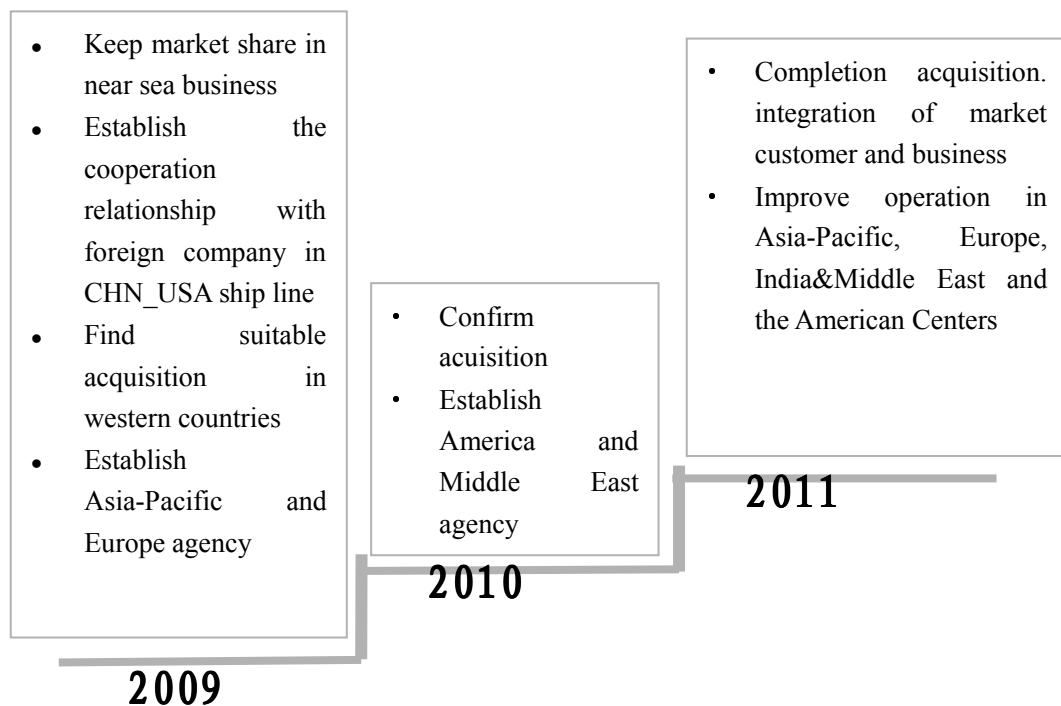 • Keep market share in
near sea business
• Establish the
cooperation
relationship with
foreign company in
CHN_USA ship line
• Find suitable
acquisition in
western countries
• Establish
Asia-Pacific and
Europe agency
2009
• Confirm
acuisition
• Establish
America and
Middle East
agency
2010
• Completion acquisition.
integration of market
customer and business
• Improve operation in
Asia-Pacific, Europe,
India&Middle East and
the American Centers
2011